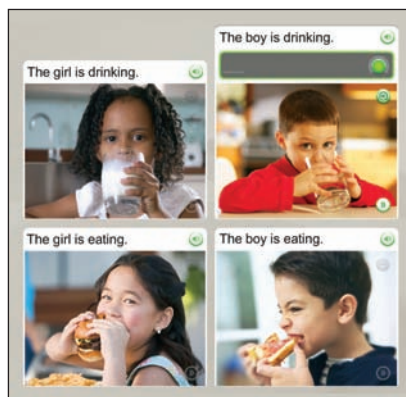 The boy is drinking.
The girl is drinking.
The girl is eating.
The boy is eating.